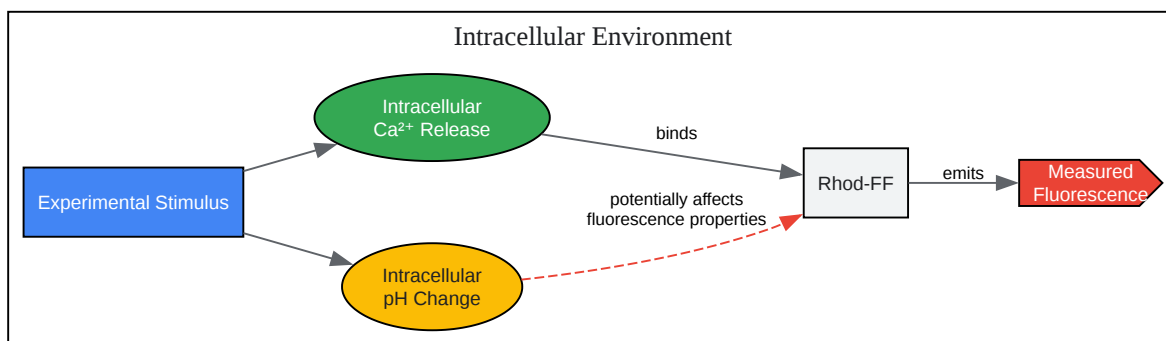 Intracellular Environment
Intracellular
Ca²⁺ Release
binds
Experimental Stimulus
potentially affects
fluorescence properties
Rhod-FF
emits
Measured
Fluorescence
Intracellular
pH Change